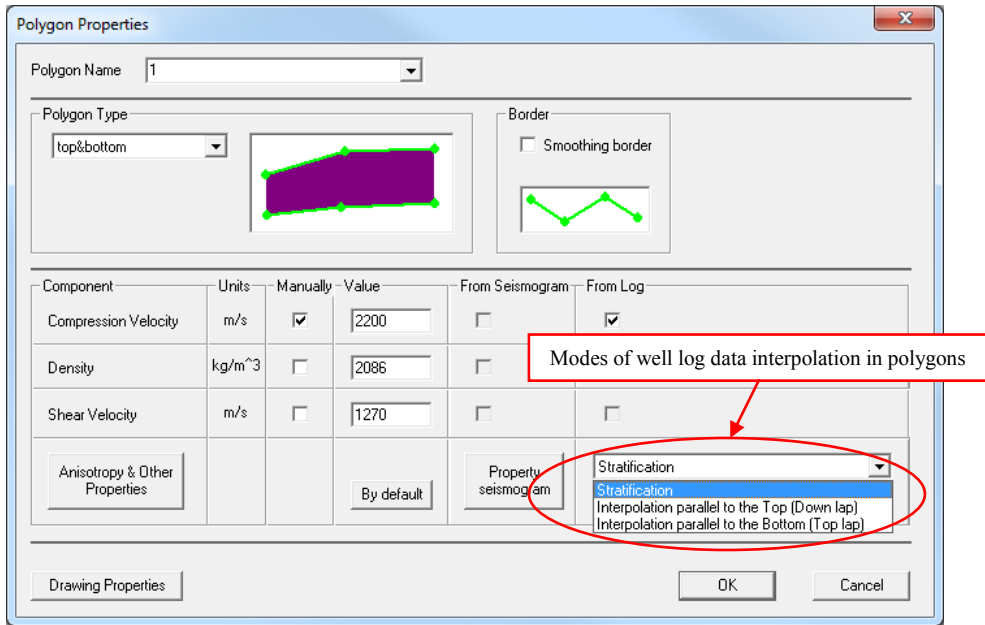 Polygon Properties
Polygon Name 1
Polygon Type
top&bottom
Border
Smoothing border
Component Units Manually Value From Seismogram From Log
Compression Velocity m/s 2200
Modes of well log data interpolation in polygons
Density kg/m^3 2086
Shear Velocity m/s 1270
Anisotropy & Other
Properties
By default
Property
seismogram
Stratification
Stratification
Interpolation parallel to the Top (Down lap)
Interpolation parallel to the Bottom (Top lap)
Drawing Properties
OK
Cancel